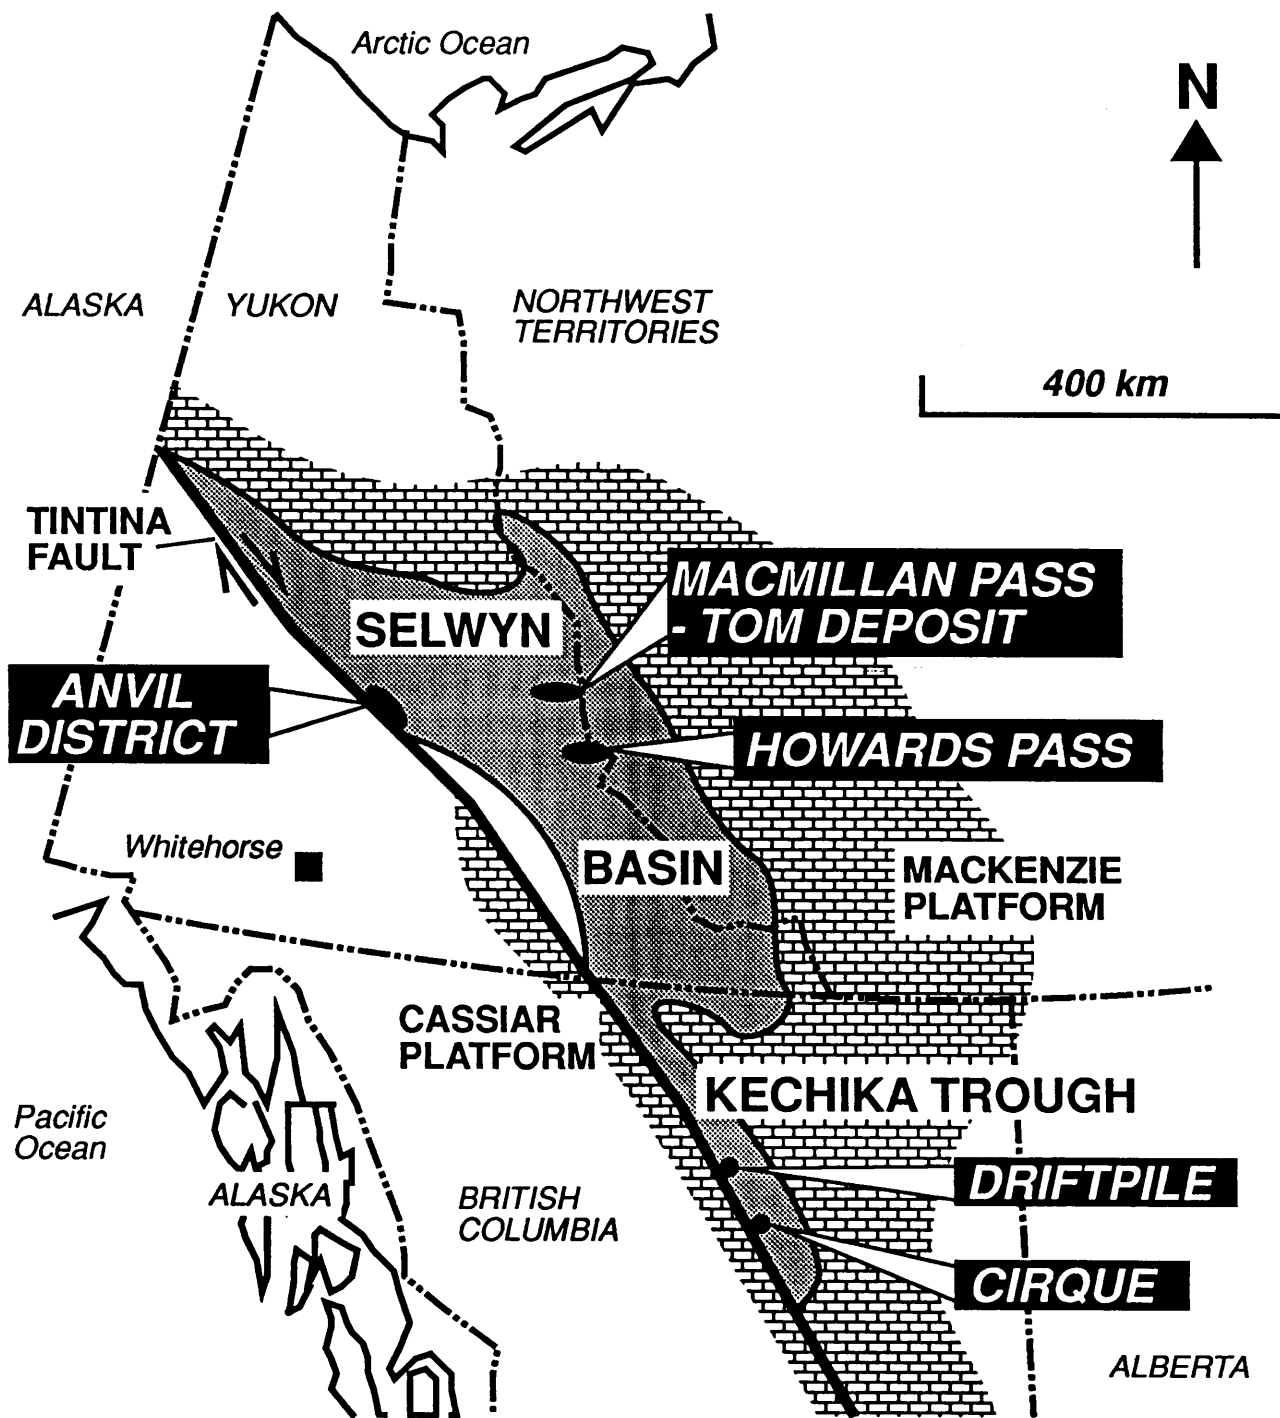 Arctic Ocean
N
ALASKA
YUKON
NORTHWEST
TERRITORIES
400 km
TINTINA
FAULT
MACMILLAN PASS
- TOM DEPOSIT
SELWYN
ANVIL
DISTRICT
HOWARDS PASS
Whitehorse
BASIN
MACKENZIE
PLATFORM
CASSIAR
PLATFORM
KECHIKA TROUGH
Pacific
Ocean
DRIFTPILE
ALASKA
BRITISH
COLUMBIA
CIRQUE
ALBERTA